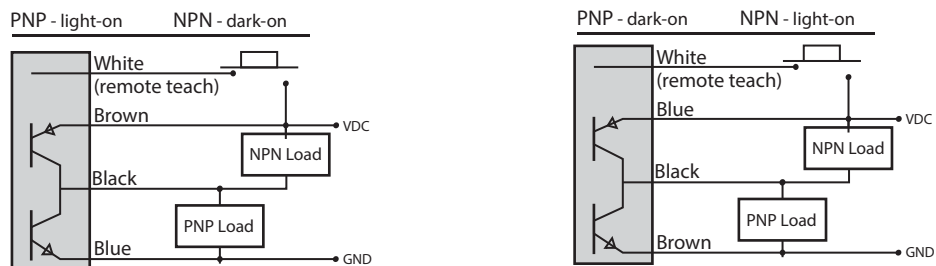 PNP - light-on NPN - dark-on
White
(remote teach)
Brown
VDC
NPN Load
Black
PNP Load
Blue
GND
PNP - dark-on NPN - light-on
White
(remote teach)
Blue
VDC
NPN Load
Black
PNP Load
Brown
GND